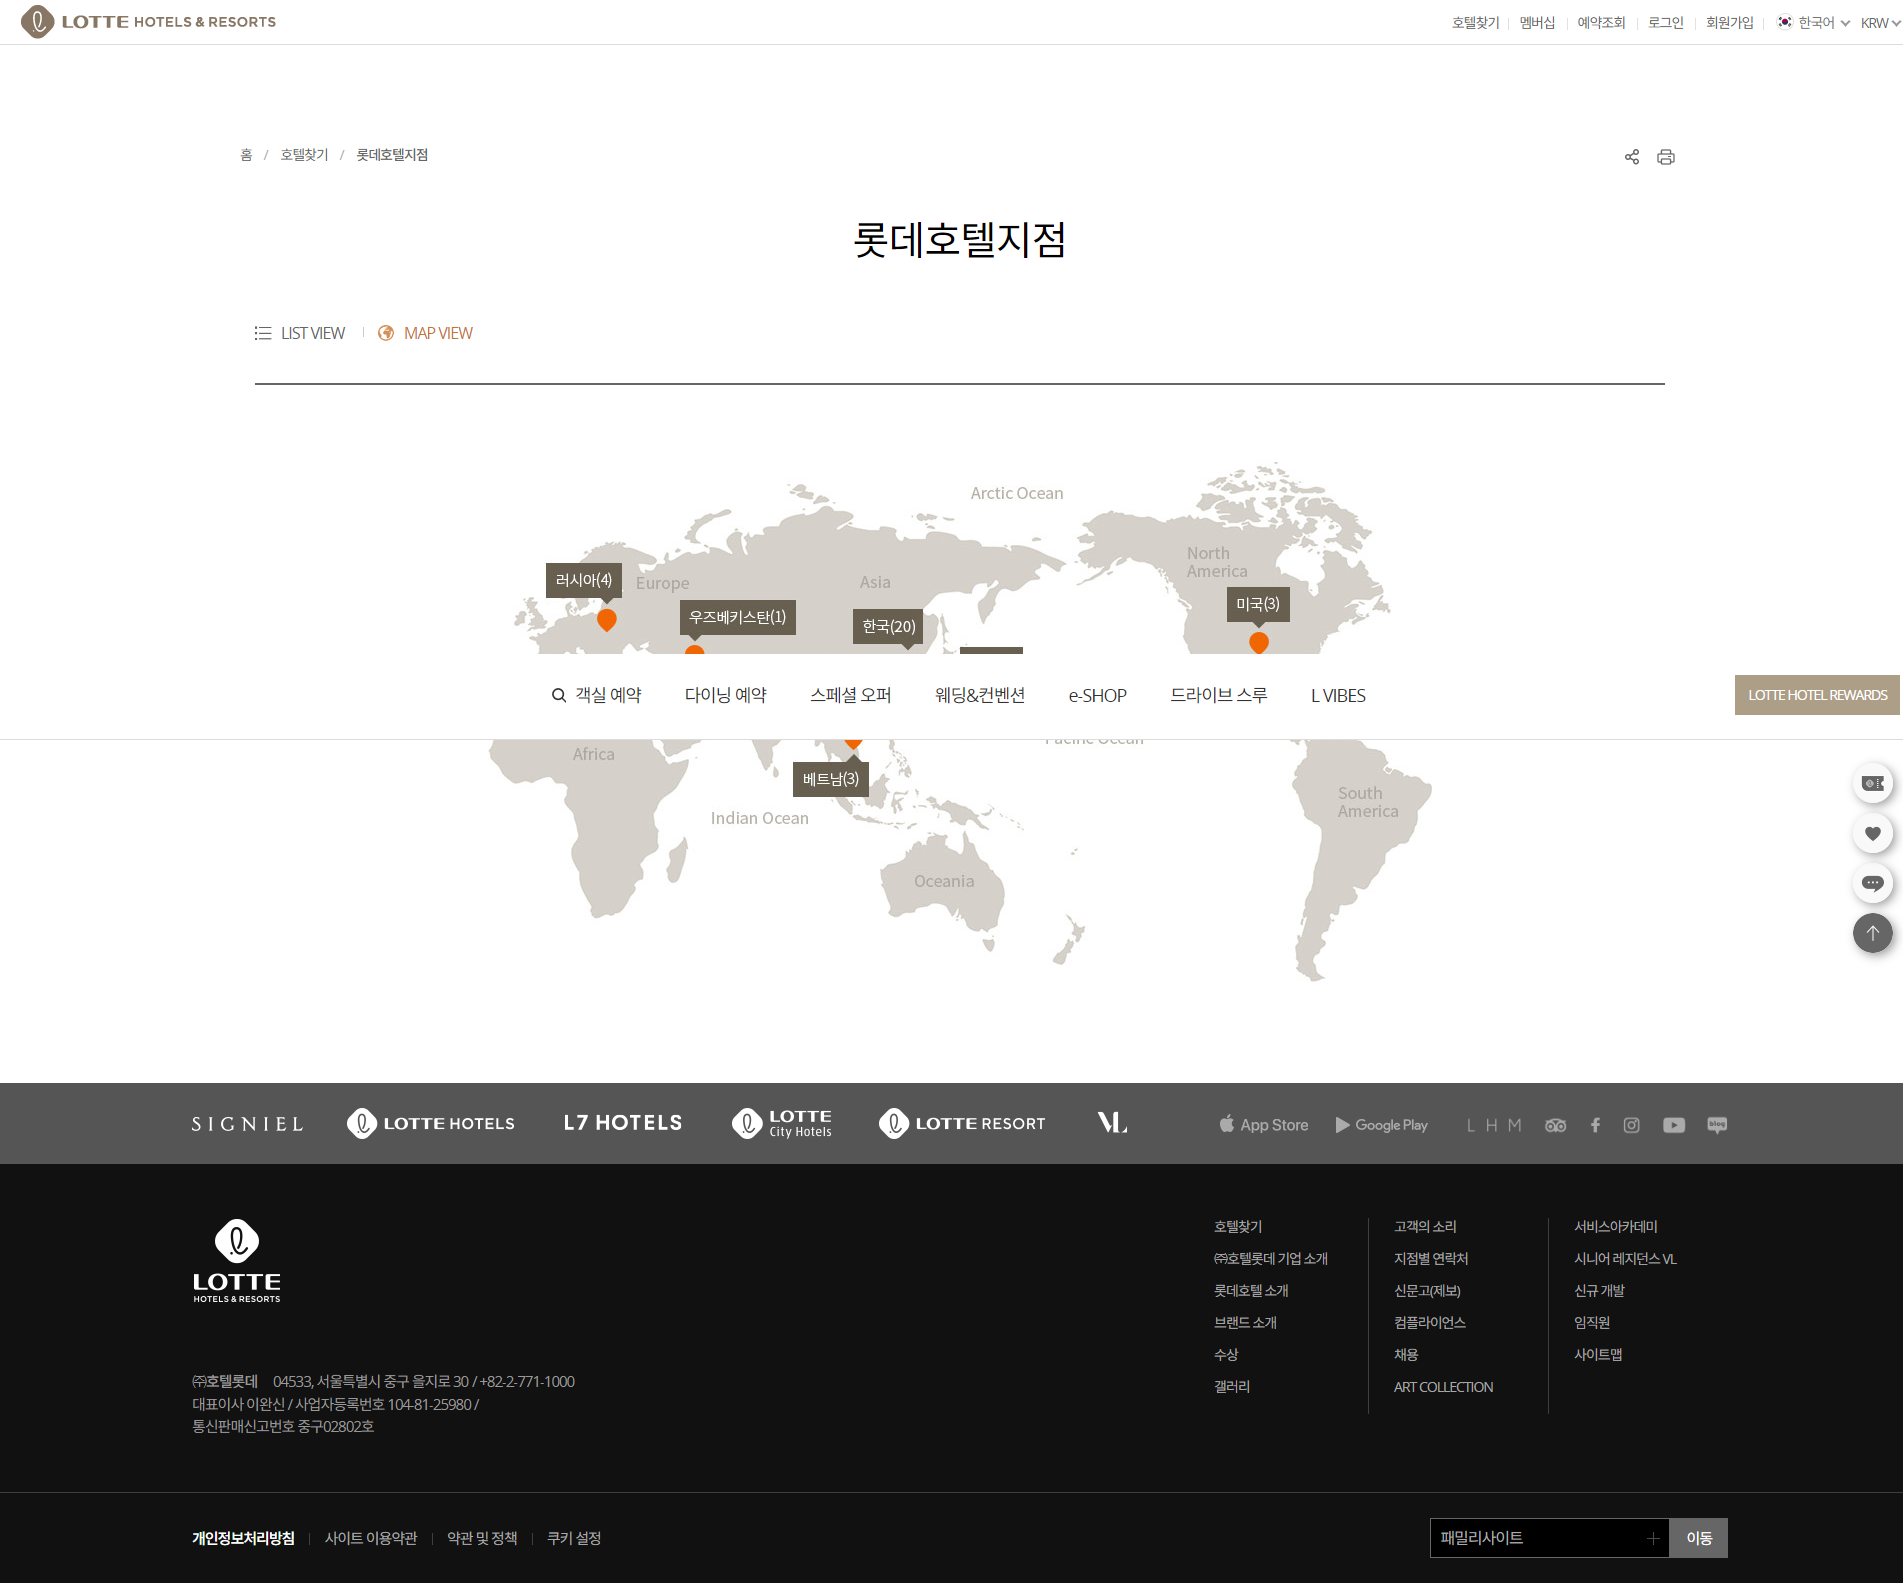 LOTTE HOTELS & RESORTS
호텔찾기 멤버십 예약조회 로그인 회원가입 한국어 KRW
홈 / 호텔찾기 / 롯데호텔지점
롯데호텔지점
LIST VIEW MAP VIEW
Arctic Ocean
North
America
러시아(4)
Europe
Asia
미국(3)
우즈베키스탄(1)
한국(20)
객실 예약 다이닝 예약 스페셜 오퍼 웨딩&컨벤션 e-SHOP 드라이브 스루 L VIBES
LOTTE HOTEL REWARDS
Pacific Ocean
Africa
베트남(3)
South
America
Indian Ocean
Oceania
SIGNIEL LOTTE HOTELS L7 HOTELS LOTTE City Hotels LOTTE RESORT VL App Store Google Play L H M blog
LOTTE
HOTELS & RESORTS
호텔찾기
㈜호텔롯데 기업 소개
롯데호텔 소개
브랜드 소개
수상
갤러리
고객의 소리
지점별 연락처
신문고(제보)
컴플라이언스
채용
ART COLLECTION
서비스아카데미
시니어 레지던스 VL
신규 개발
임직원
사이트맵
㈜호텔롯데 04533, 서울특별시 중구 을지로 30 / +82-2-771-1000
대표이사 이완신 / 사업자등록번호 104-81-25980 /
통신판매신고번호 중구02802호
개인정보처리방침 사이트 이용약관 약관 및 정책 쿠키 설정
패밀리사이트 이동